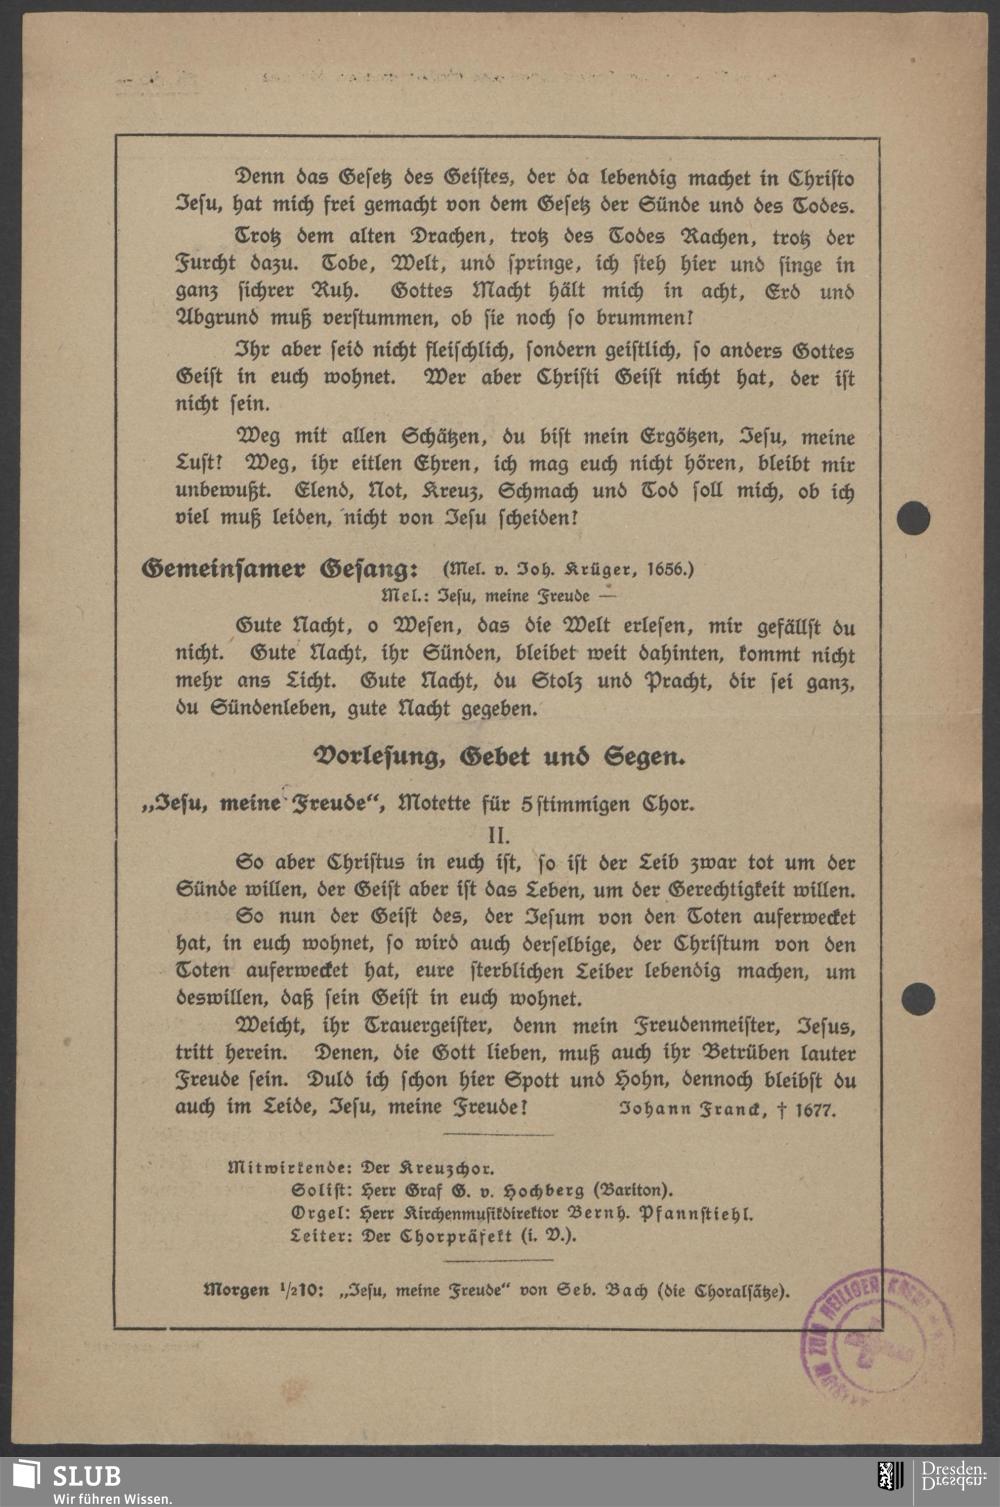 Denn das Gesetz des Geistes, der da lebendig machet in Christo
Jesu, hat mich frei gemacht von dem Gesetz der Sünde und des Todes.
Trotz dem alten Drachen, trotz des Todes Rachen, trotz der
Furcht dazu. Tobe, Welt, und springe, ich steh hier und singe in
ganz sichrer Ruh. Gottes Macht hält mich in acht, Erd und
Abgrund muß verstummen, ob sie noch so brummen!
Ihr aber seid nicht fleischlich, sondern geistlich, so anders Gottes
Geist in euch wohnet. Wer aber Christi Geist nicht hat, der ist
nicht sein.
Weg mit allen Schätzen, du bist mein Ergötzen, Jesu, meine
Lust! Weg, ihr eitlen Ehren, ich mag euch nicht hören, bleibt mir
unbewußt. Elend, Not, Kreuz, Schmach und Tod soll mich, ob ich
viel muß leiden, nicht von Jesu scheiden!
Gemeinsamer Gesang: (Mel. v. Joh. Krüger, 1656.)
Mel.: Jesu, meine Freude —
Gute Nacht, o Wesen, das die Welt erlesen, mir gefällst du
nicht. Gute Nacht, ihr Sünden, bleibet weit dahinten, kommt nicht
mehr ans Licht. Gute Nacht, du Stolz und Pracht, dir sei ganz,
du Sündenleben, gute Nacht gegeben.
Vorlesung, Gebet und Segen.
„Jesu, meine Freude“, Motette für 5stimmigen Chor.
II.
So aber Christus in euch ist, so ist der Leib zwar tot um der
Sünde willen, der Geist aber ist das Leben, um der Gerechtigkeit willen.
So nun der Geist des, der Jesum von den Toten auferwecket
hat, in euch wohnet, so wird auch derselbige, der Christum von den
Toten auferwecket hat, eure sterblichen Leiber lebendig machen, um
deswillen, daß sein Geist in euch wohnet.
Weicht, ihr Trauergeister, denn mein Freudenmeister, Jesus,
tritt herein. Denen, die Gott lieben, muß auch ihr Betrüben lauter
Freude sein. Duld ich schon hier Spott und Hohn, dennoch bleibst du
auch im Leide, Jesu, meine Freude! Johann Franck, † 1677.
Mitwirkende: Der Kreuzchor.
Solist: Herr Graf G. v. Hochberg (Bariton).
Orgel: Herr Kirchenmusikdirektor Bernh. Pfannstiehl.
Leiter: Der Chorpräfekt (i. V.).
Morgen 1/210: „Jesu, meine Freude“ von Seb. Bach (die Choralsätze).
ZUM HEILIGEN
SLUB
Wir führen Wissen.
Dresden.
Dresden.